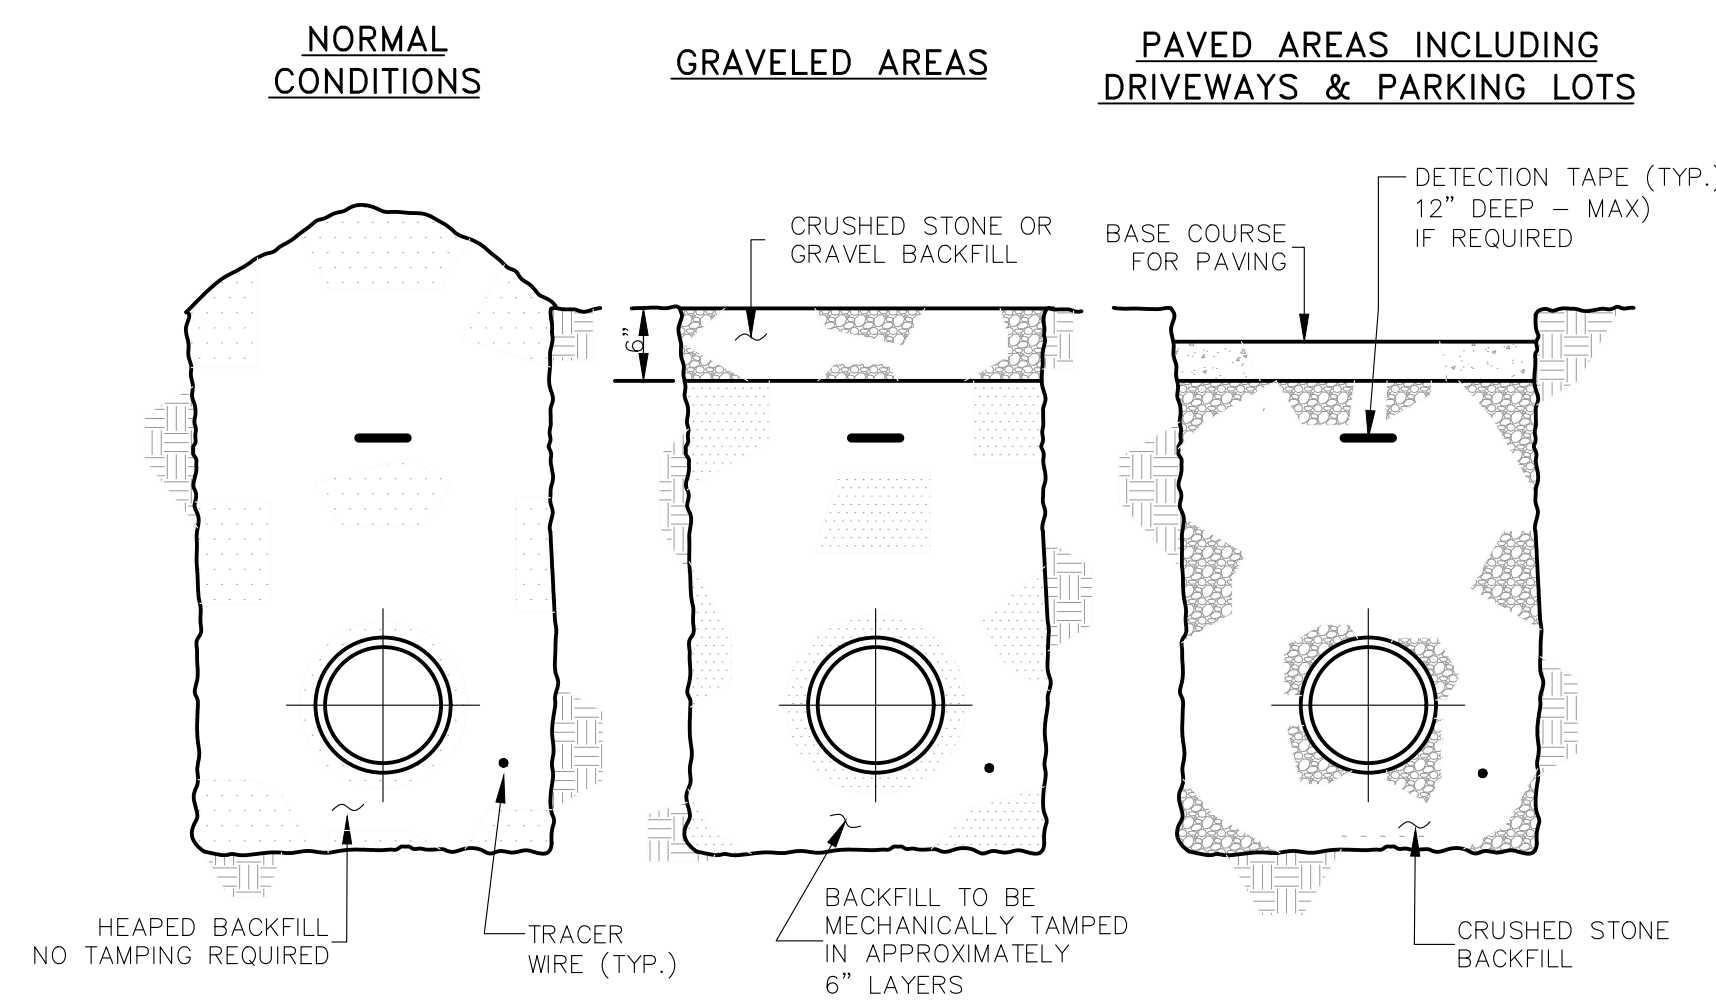 NORMAL
CONDITIONS
GRAVELED AREAS
PAVED AREAS INCLUDING
DRIVEWAYS & PARKING LOTS
DETECTION TAPE (TYP.)
12" DEEP – MAX)
IF REQUIRED
CRUSHED STONE OR
GRAVEL BACKFILL
BASE COURSE
FOR PAVING
6"
HEAPED BACKFILL
NO TAMPING REQUIRED
TRACER
WIRE (TYP.)
BACKFILL TO BE
MECHANICALLY TAMPED
IN APPROXIMATELY
6" LAYERS
CRUSHED STONE
BACKFILL